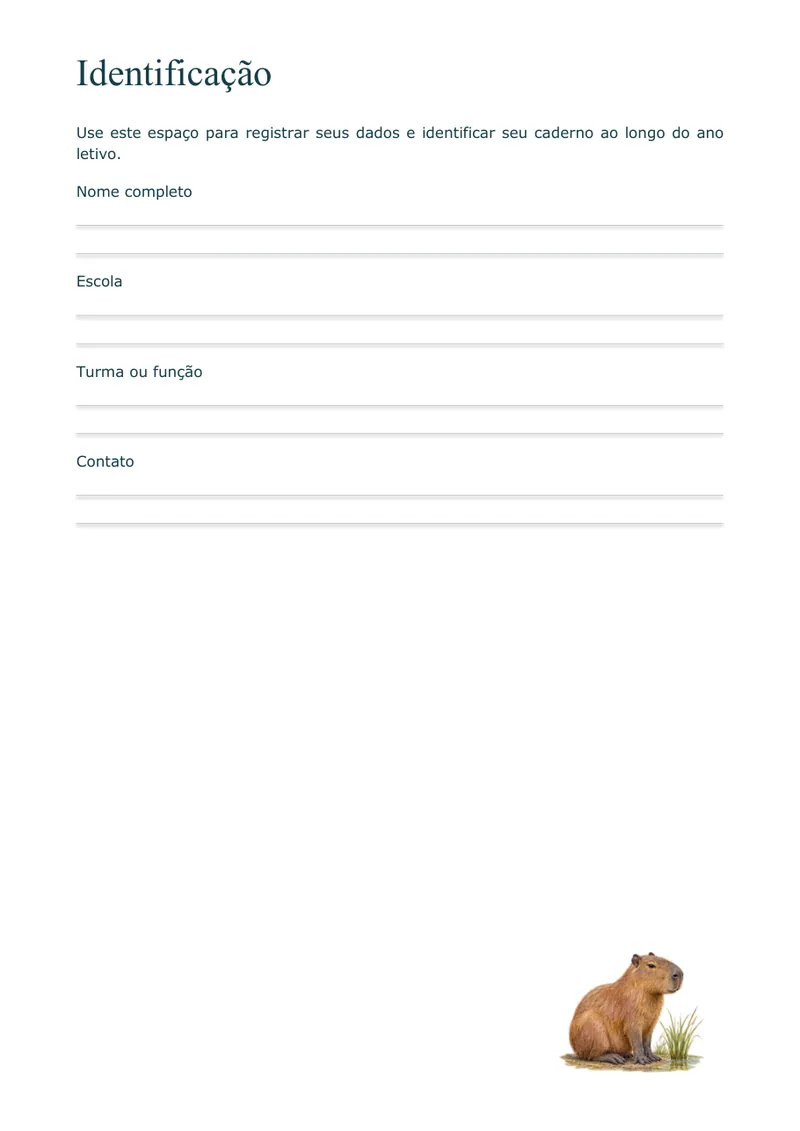 Identificação
Use este espaço para registrar seus dados e identificar seu caderno ao longo do ano
letivo.
Nome completo
Escola
Turma ou função
Contato